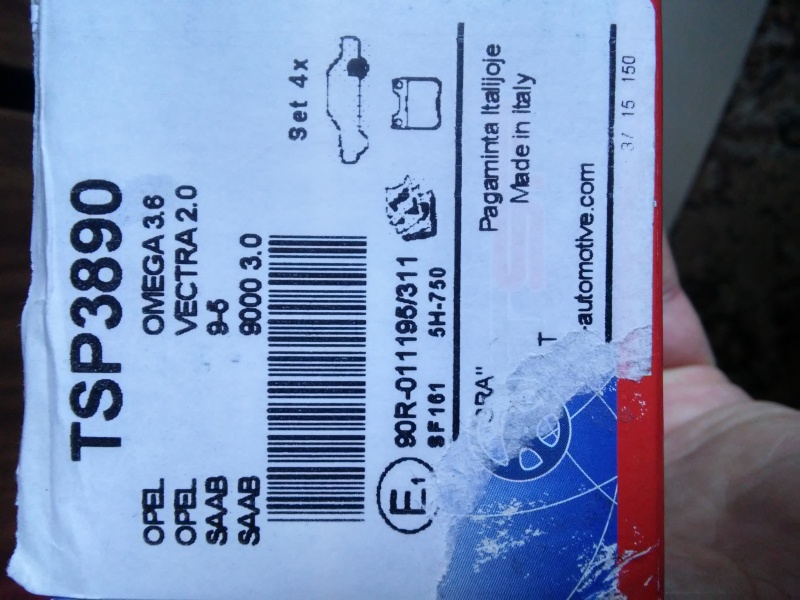 TSP3890
OPEL OMEGA 3.6
OPEL VECTRA 2.0
SAAB 9-5
SAAB 9000 3.0
Set 4x
E1 90R-011195/311
SF161 5H-750
Pagaminta Italijoje
Made in Italy
-automotive.com
3/ 15 150